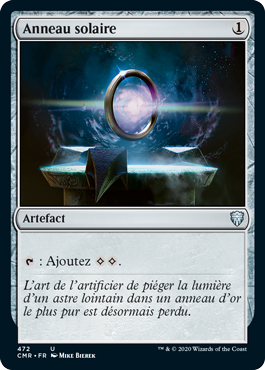 Anneau solaire 1
Artefact
: Ajoutez .
L'art de l'artificier de piéger la lumière
d'un astre lointain dans un anneau d'or
le plus pur est désormais perdu.
472 U
CMR • FR MIKE BIEREK
™ & © 2020 Wizards of the Coast